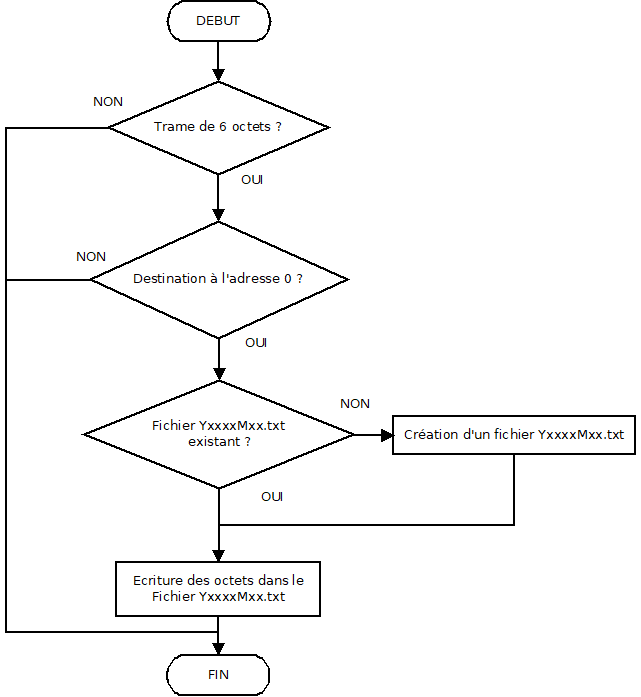 DEBUT
NON
Trame de 6 octets ?
OUI
NON
Destination à l'adresse 0 ?
OUI
NON
Fichier YxxxxMxx.txt
existant ?
Création d'un fichier YxxxxMxx.txt
OUI
Ecriture des octets dans le
Fichier YxxxxMxx.txt
FIN